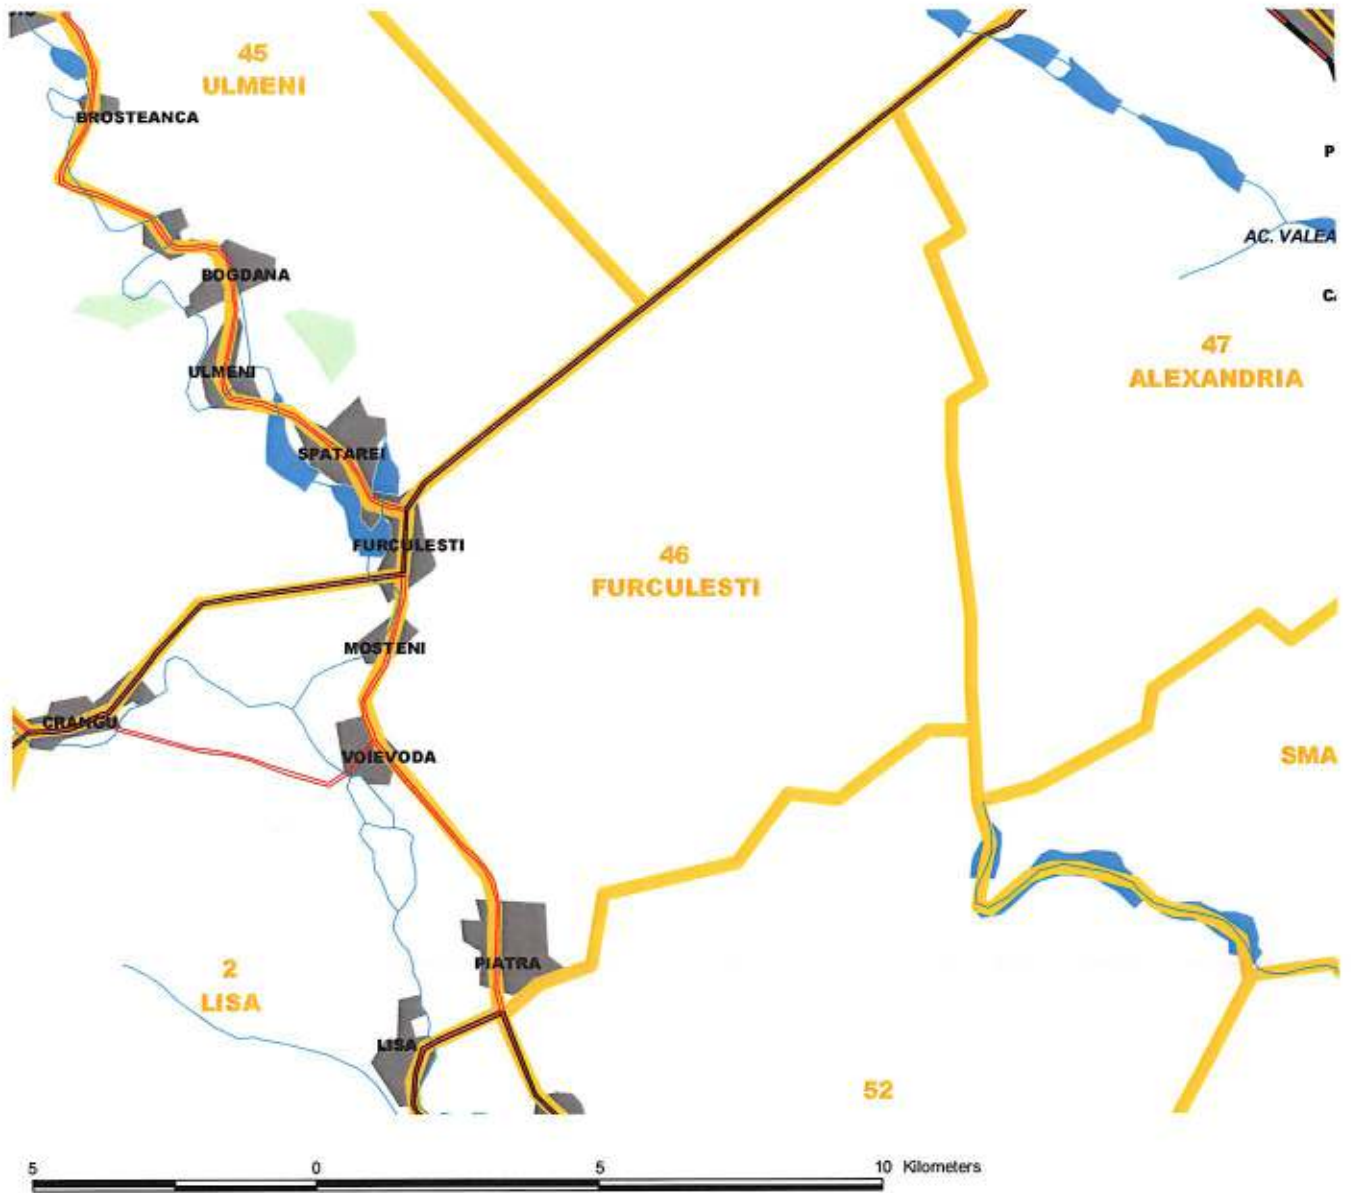 45
ULMENI
BROSTEANCA
P
AC. VALEA
BOGDANA
C
47
ALEXANDRIA
ULMENI
SPATAREI
FURCULESTI
46
FURCULESTI
MOSTENI
CRANGU
VOIEVODA
SMA
PIATRA
2
LISA
LISA
52
5 0 5 10 Kilometers